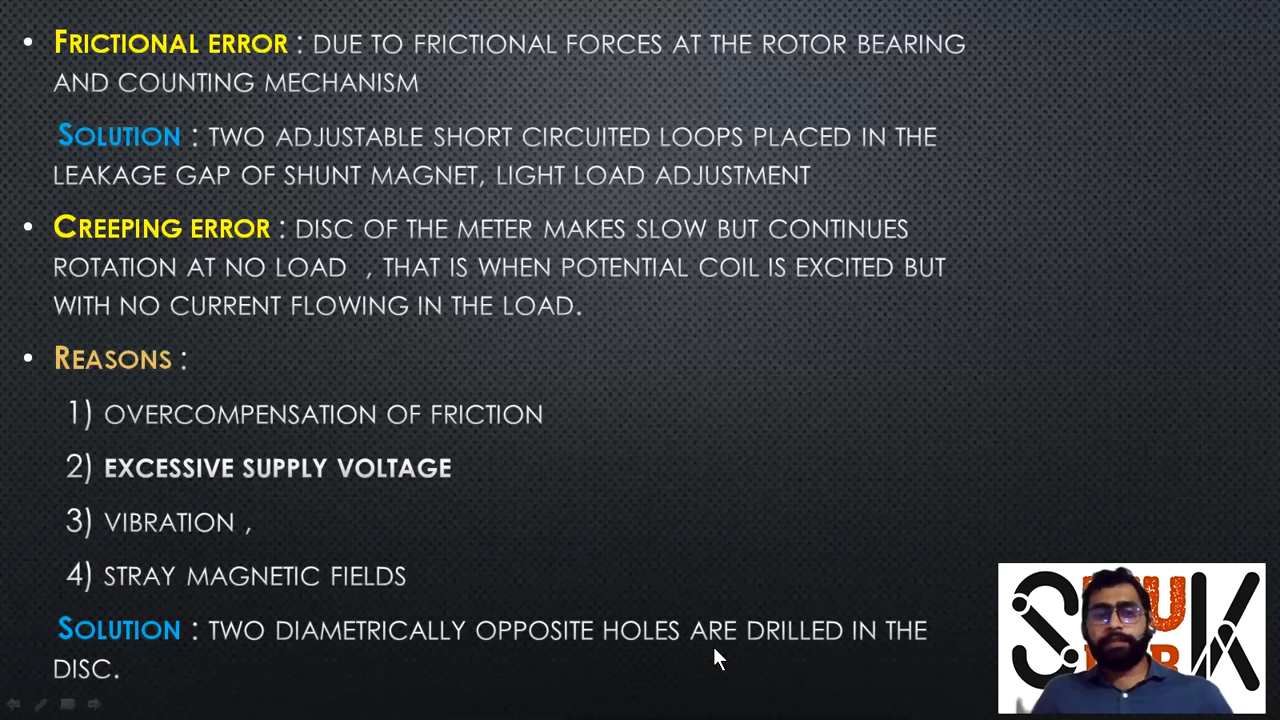 • FRICTIONAL ERROR : DUE TO FRICTIONAL FORCES AT THE ROTOR BEARING
AND COUNTING MECHANISM
SOLUTION : TWO ADJUSTABLE SHORT CIRCUITED LOOPS PLACED IN THE
LEAKAGE GAP OF SHUNT MAGNET, LIGHT LOAD ADJUSTMENT
• CREEPING ERROR : DISC OF THE METER MAKES SLOW BUT CONTINUES
ROTATION AT NO LOAD , THAT IS WHEN POTENTIAL COIL IS EXCITED BUT
WITH NO CURRENT FLOWING IN THE LOAD.
• REASONS :
1) OVERCOMPENSATION OF FRICTION
2) EXCESSIVE SUPPLY VOLTAGE
3) VIBRATION ,
4) STRAY MAGNETIC FIELDS
SOLUTION : TWO DIAMETRICALLY OPPOSITE HOLES ARE DRILLED IN THE
DISC.